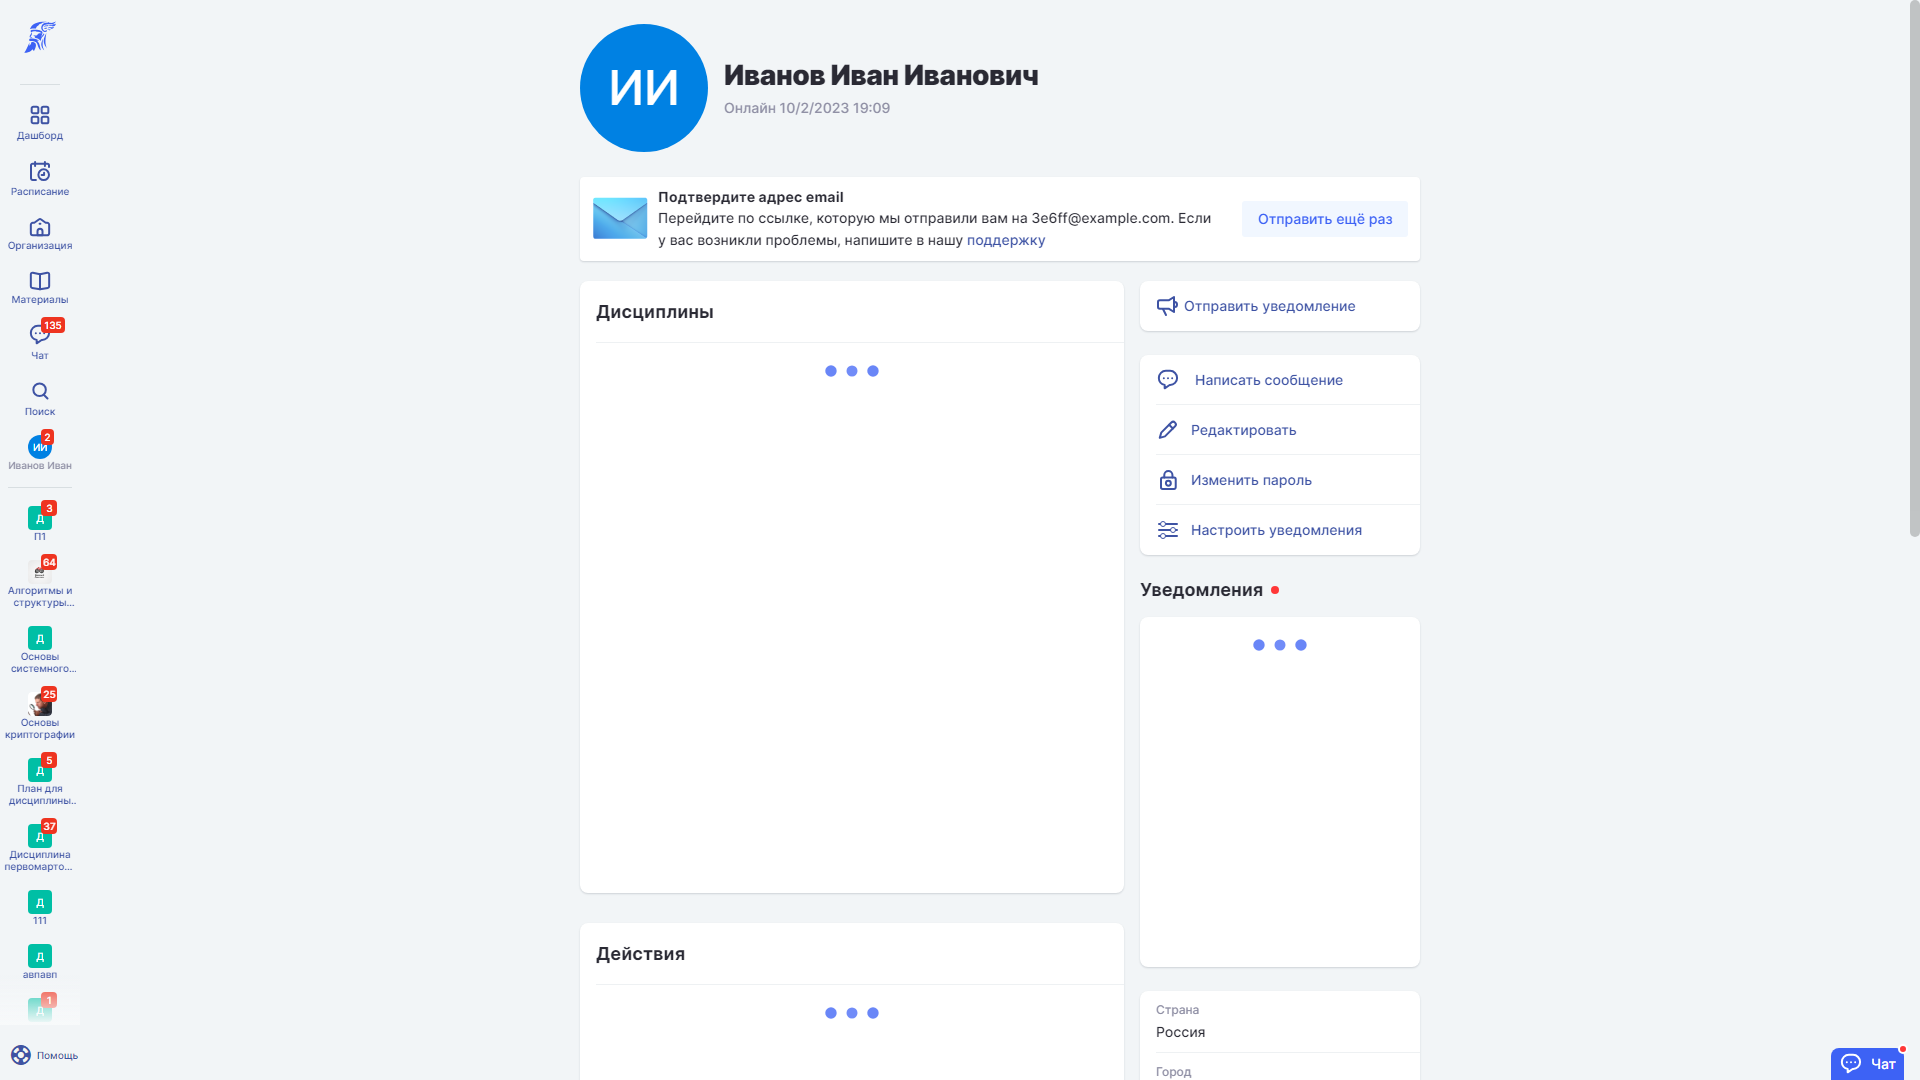 Дашборд
Расписание
Организация
Материалы
135
Чат
Поиск
2
ИИ
Иванов Иван
3
Д
П1
64
Алгоритмы и
структуры...
Д
Основы
системного...
25
Основы
криптографии
5
Д
План для
дисциплины..
37
Д
Дисциплина
первомарто...
Д
111
Д
авпавп
1
Д
Помощь
ИИ
Иванов Иван Иванович
Онлайн 10/2/2023 19:09
Подтвердите адрес email
Перейдите по ссылке, которую мы отправили вам на 3e6ff@example.com. Если
у вас возникли проблемы, напишите в нашу поддержку
Отправить ещё раз
Дисциплины
Действия
Отправить уведомление
Написать сообщение
Редактировать
Изменить пароль
Настроить уведомления
Уведомления
Страна
Россия
Город
Чат